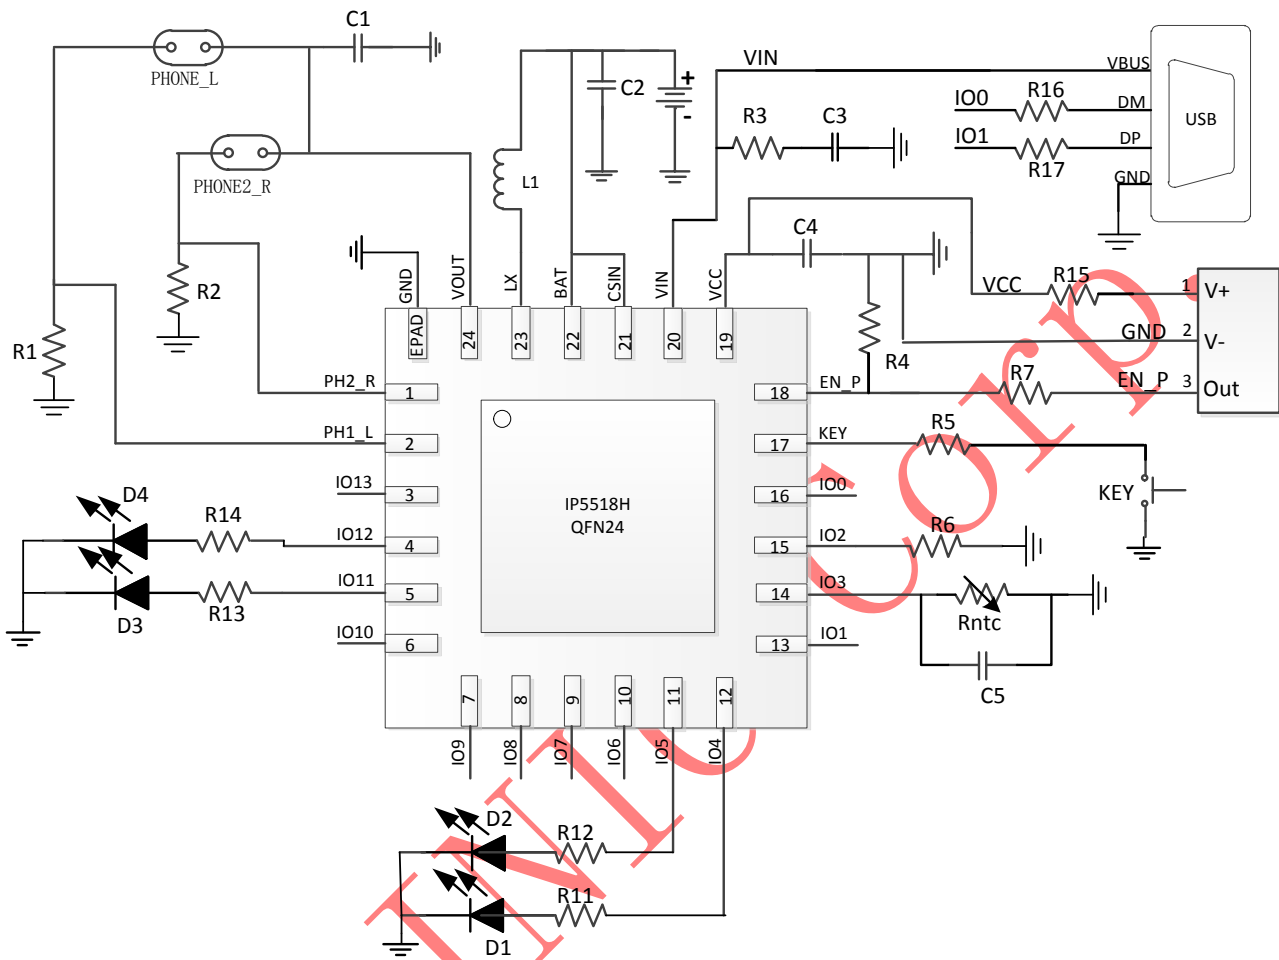 C1
PHONE_L
PHONE2_R
R1
R2
L1
C2
+
-
VIN
R3
C3
IO0
R16
IO1
R17
VBUS
DM
DP
GND
USB
C4
VCC
R15
1
V+
GND
2
V-
R4
R7
EN_P
3
Out
GND
VOUT
LX
BAT
CSIN
VIN
VCC
EPAD
24
23
22
21
20
19
PH2_R
1
PH1_L
2
IO13
3
IO12
4
IO11
5
IO10
6
D4
R14
D3
R13
IP5518H
QFN24
18
EN_P
17
KEY
R5
KEY
16
IO0
15
IO2
R6
14
IO3
Rntc
13
IO1
C5
7
8
9
10
11
12
IO9
IO8
IO7
IO6
IO5
IO4
D2
R12
R11
D1
Corp.